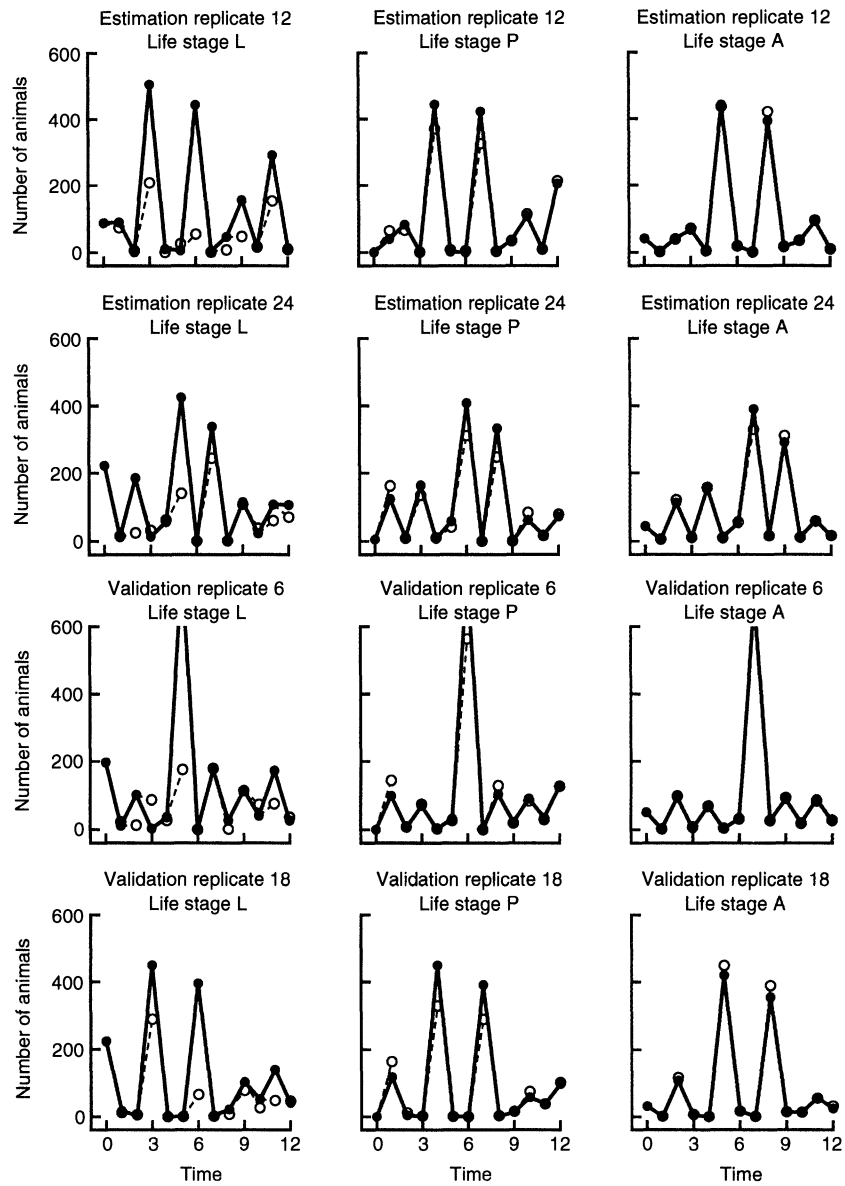 Estimation replicate 12
Life stage L
Estimation replicate 12
Life stage P
Estimation replicate 12
Life stage A
Number of animals
600
400
200
0
Estimation replicate 24
Life stage L
Estimation replicate 24
Life stage P
Estimation replicate 24
Life stage A
Number of animals
600
400
200
0
Validation replicate 6
Life stage L
Validation replicate 6
Life stage P
Validation replicate 6
Life stage A
Number of animals
600
400
200
0
Validation replicate 18
Life stage L
Validation replicate 18
Life stage P
Validation replicate 18
Life stage A
Number of animals
600
400
200
0
0 3 6 9 12
0 3 6 9 12
0 3 6 9 12
Time
Time
Time